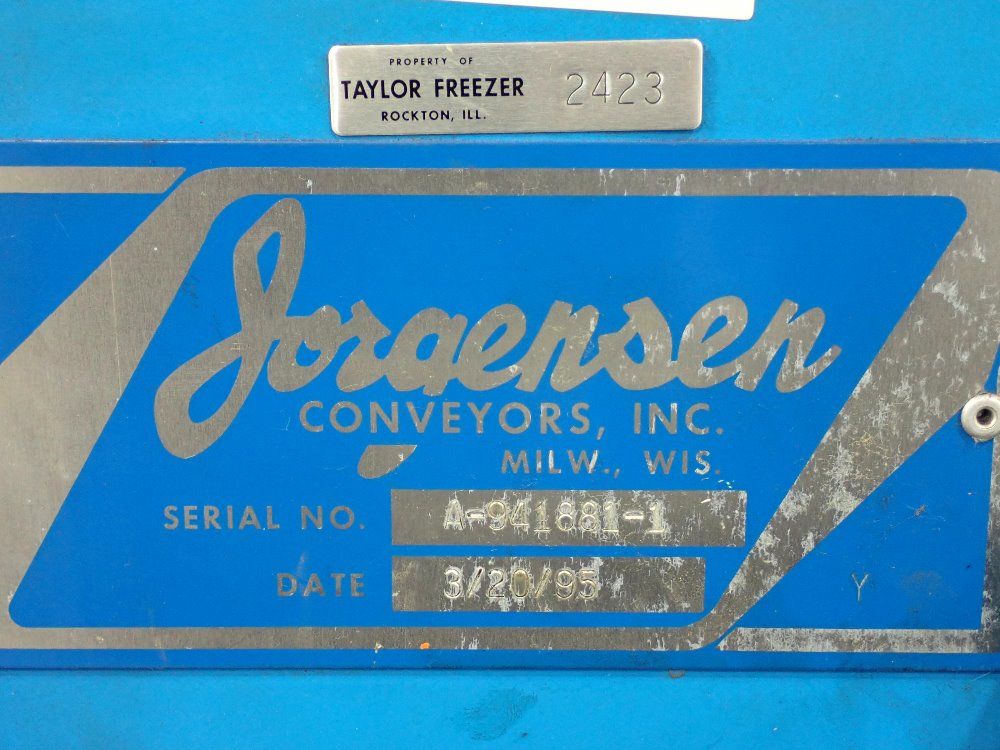 PROPERTY OF
TAYLOR FREEZER 2423
ROCKTON, ILL.
Jorgensen
CONVEYORS, INC.
MILW., WIS.
SERIAL NO. A-941881-1
DATE 3/20/95
Y